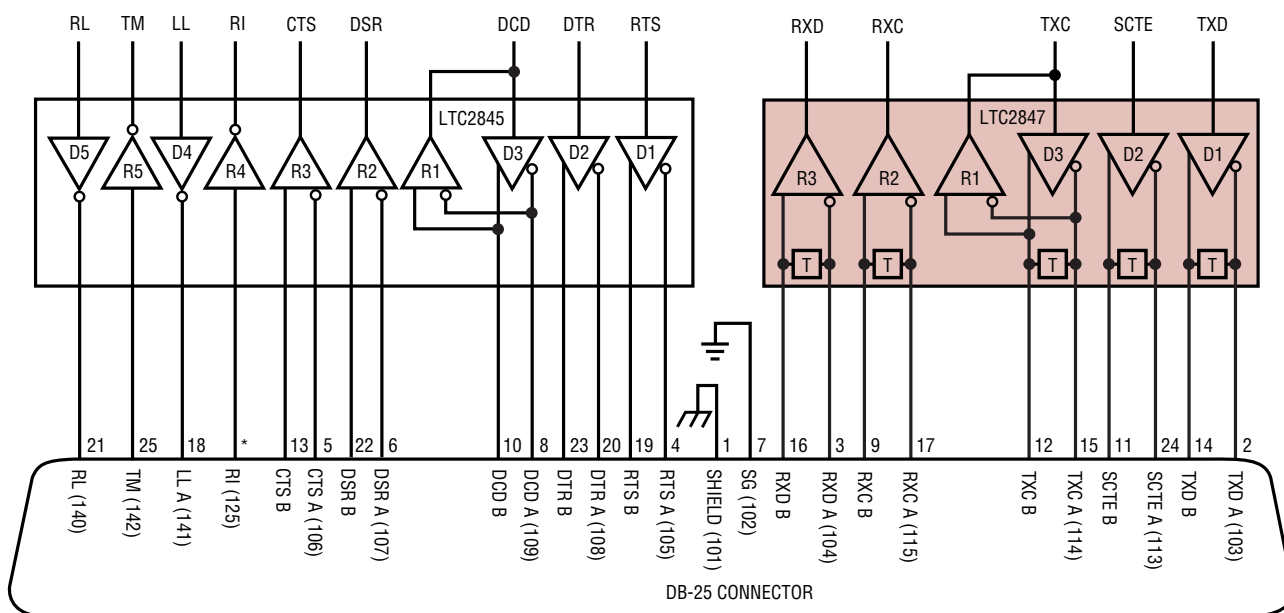 RL TM LL RI CTS DSR DCD DTR RTS RXD RXC TXC SCTE TXD
LTC2845 LTC2847
D5 R5 D4 R4 R3 R2 R1 D3 D2 D1 R3 R2 R1 D3 D2 D1
T T T T T
21 25 18 * 13 5 22 6 10 8 23 20 19 4 1 7 16 3 9 17 12 15 11 24 14 2
RL (140)
TM (142)
LL A (141)
RI (125)
CTS B
CTS A (106)
DSR B
DSR A (107)
DCD B
DCD A (109)
DTR B
DTR A (108)
RTS B
RTS A (105)
SHIELD (101)
SG (102)
RXD B
RXD A (104)
RXC B
RXC A (115)
TXC B
TXC A (114)
SCTE B
SCTE A (113)
TXD B
TXD A (103)
DB-25 CONNECTOR